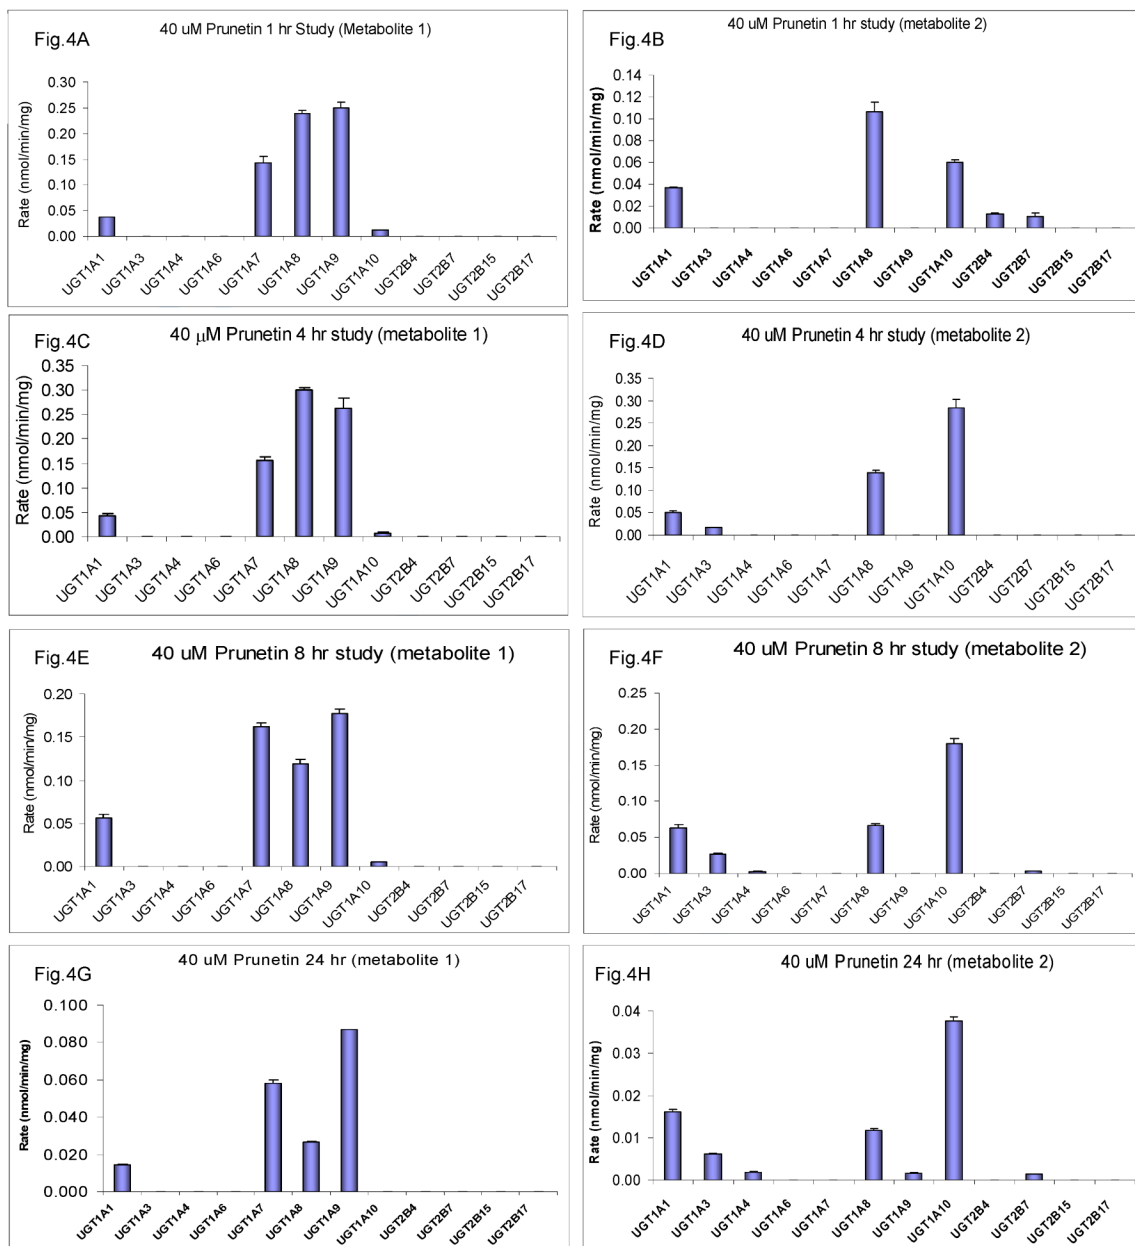 Fig.4A
40 uM Prunetin 1 hr Study (Metabolite 1)
Rate (nmol/min/mg)
0.30
0.25
0.20
0.15
0.10
0.05
0.00
UGT1A1
UGT1A3
UGT1A4
UGT1A6
UGT1A7
UGT1A8
UGT1A9
UGT1A10
UGT2B4
UGT2B7
UGT2B15
UGT2B17
Fig.4B
40 uM Prunetin 1 hr study (metabolite 2)
Rate (nmol/min/mg)
0.14
0.12
0.10
0.08
0.06
0.04
0.02
0.00
UGT1A1
UGT1A3
UGT1A4
UGT1A6
UGT1A7
UGT1A8
UGT1A9
UGT1A10
UGT2B4
UGT2B7
UGT2B15
UGT2B17
Fig.4C
40 μM Prunetin 4 hr study (metabolite 1)
Rate (nmol/min/mg)
0.35
0.30
0.25
0.20
0.15
0.10
0.05
0.00
UGT1A1
UGT1A3
UGT1A4
UGT1A6
UGT1A7
UGT1A8
UGT1A9
UGT1A10
UGT2B4
UGT2B7
UGT2B15
UGT2B17
Fig.4D
40 uM Prunetin 4 hr study (metabolite 2)
Rate (nmol/min/mg)
0.35
0.30
0.25
0.20
0.15
0.10
0.05
0.00
UGT1A1
UGT1A3
UGT1A4
UGT1A6
UGT1A7
UGT1A8
UGT1A9
UGT1A10
UGT2B4
UGT2B7
UGT2B15
UGT2B17
Fig.4E
40 uM Prunetin 8 hr study (metabolite 1)
Rate (nmol/min/mg)
0.20
0.15
0.10
0.05
0.00
UGT1A1
UGT1A3
UGT1A4
UGT1A6
UGT1A7
UGT1A8
UGT1A9
UGT1A10
UGT2B4
UGT2B7
UGT2B15
UGT2B17
Fig.4F
40 uM Prunetin 8 hr study (metabolite 2)
Rate (nmol/min/mg)
0.25
0.20
0.15
0.10
0.05
0.00
UGT1A1
UGT1A3
UGT1A4
UGT1A6
UGT1A7
UGT1A8
UGT1A9
UGT1A10
UGT2B4
UGT2B7
UGT2B15
UGT2B17
Fig.4G
40 uM Prunetin 24 hr (metabolite 1)
Rate (nmol/min/mg)
0.100
0.080
0.060
0.040
0.020
0.000
UGT1A1
UGT1A3
UGT1A4
UGT1A6
UGT1A7
UGT1A8
UGT1A9
UGT1A10
UGT2B4
UGT2B7
UGT2B15
UGT2B17
Fig.4H
40 uM Prunetin 24 hr (metabolite 2)
Rate (nmol/min/mg)
0.04
0.03
0.02
0.01
0.00
UGT1A1
UGT1A3
UGT1A4
UGT1A6
UGT1A7
UGT1A8
UGT1A9
UGT1A10
UGT2B4
UGT2B7
UGT2B15
UGT2B17